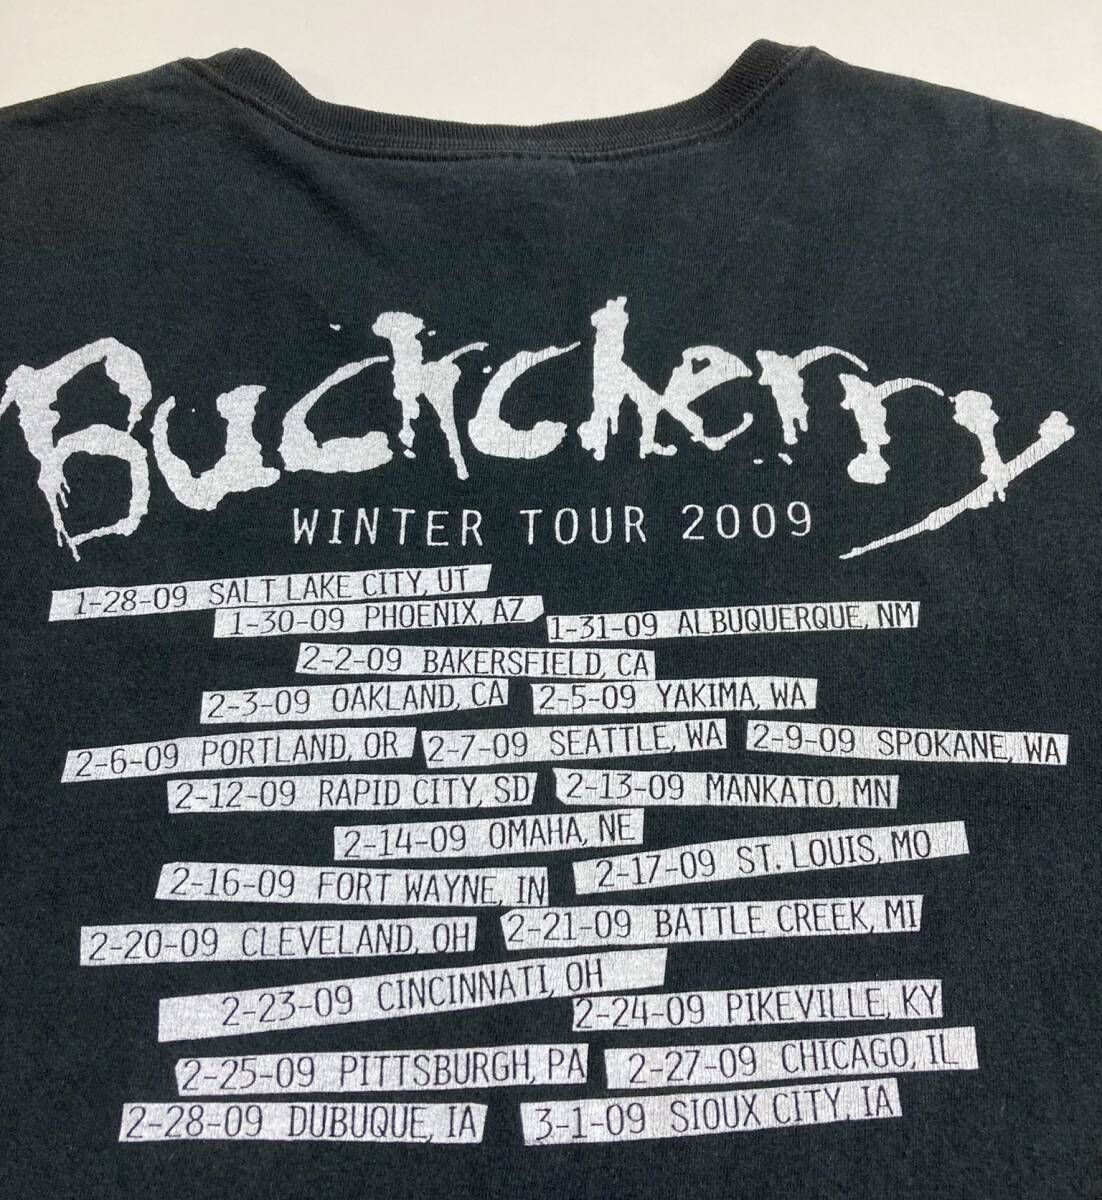 Buckcherry
WINTER TOUR 2009
1-28-09 SALT LAKE CITY, UT
1-30-09 PHOENIX, AZ
1-31-09 ALBUQUERQUE, NM
2-2-09 BAKERSFIELD, CA
2-3-09 OAKLAND, CA
2-5-09 YAKIMA, WA
2-6-09 PORTLAND, OR
2-7-09 SEATTLE, WA
2-9-09 SPOKANE, WA
2-12-09 RAPID CITY, SD
2-13-09 MANKATO, MN
2-14-09 OMAHA, NE
2-16-09 FORT WAYNE, IN
2-17-09 ST. LOUIS, MO
2-20-09 CLEVELAND, OH
2-21-09 BATTLE CREEK, MI
2-23-09 CINCINNATI, OH
2-24-09 PIKEVILLE, KY
2-25-09 PITTSBURGH, PA
2-27-09 CHICAGO, IL
2-28-09 DUBUQUE, IA
3-1-09 SIOUX CITY, IA